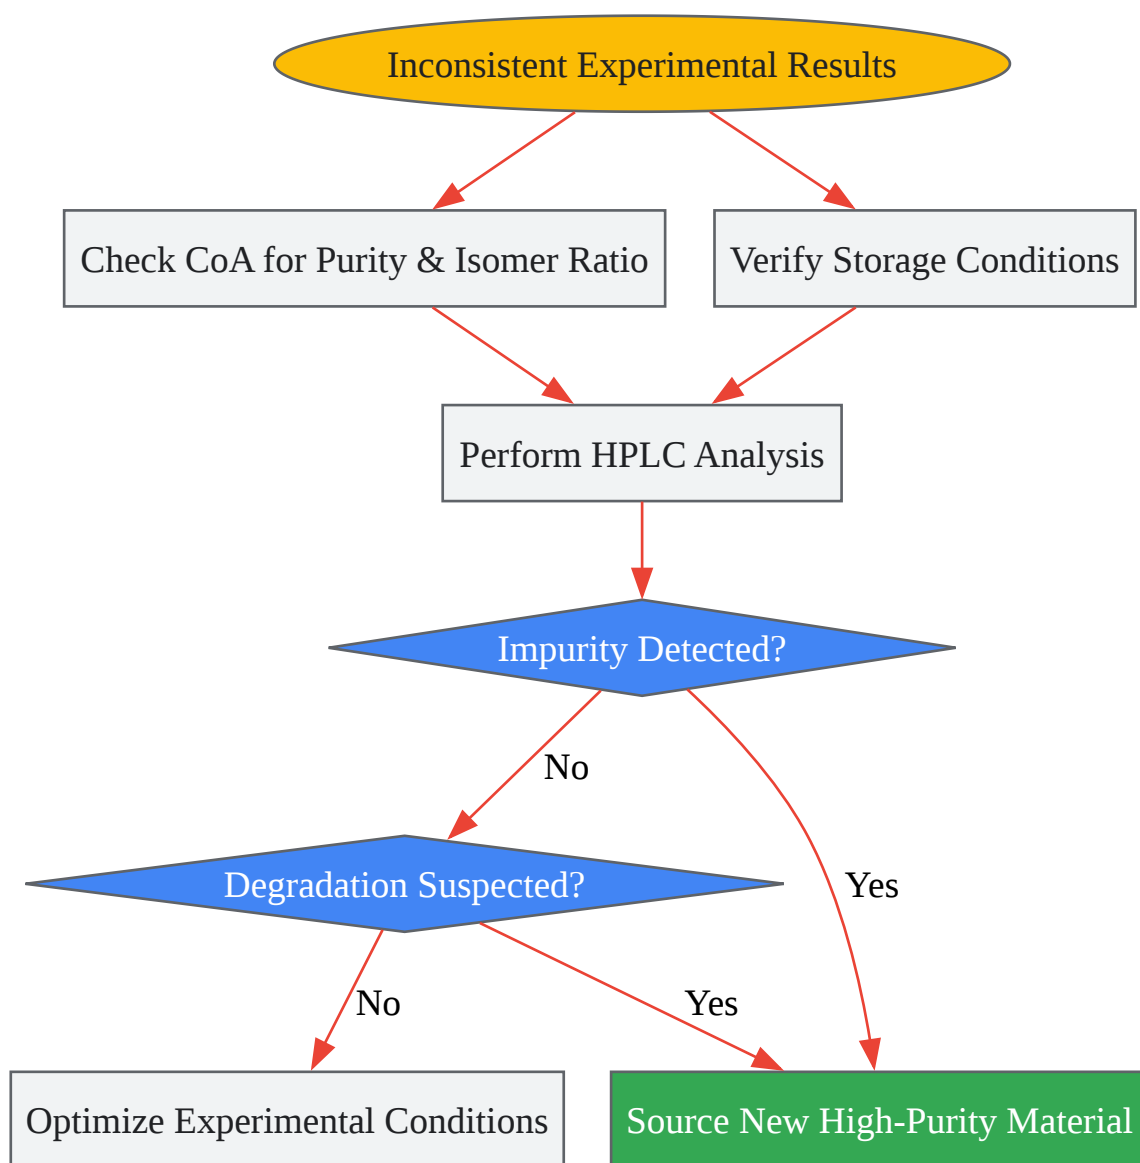 Inconsistent Experimental Results
Check CoA for Purity & Isomer Ratio
Verify Storage Conditions
Perform HPLC Analysis
Impurity Detected?
No
Degradation Suspected?
Yes
No
Yes
Optimize Experimental Conditions
Source New High-Purity Material